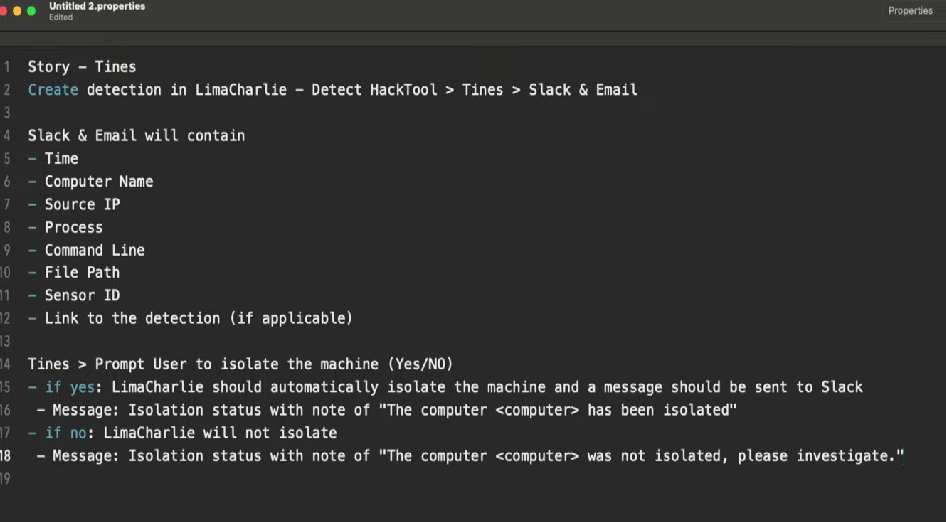 Untitled 2.properties
Edited
Properties
1 Story – Tines
2 Create detection in LimaCharlie – Detect HackTool > Tines > Slack & Email
3
4 Slack & Email will contain
5 – Time
6 – Computer Name
7 – Source IP
8 – Process
9 – Command Line
10 – File Path
11 – Sensor ID
12 – Link to the detection (if applicable)
13
14 Tines > Prompt User to isolate the machine (Yes/NO)
15 – if yes: LimaCharlie should automatically isolate the machine and a message should be sent to Slack
16 – Message: Isolation status with note of "The computer <computer> has been isolated"
17 – if no: LimaCharlie will not isolate
18 – Message: Isolation status with note of "The computer <computer> was not isolated, please investigate."
19